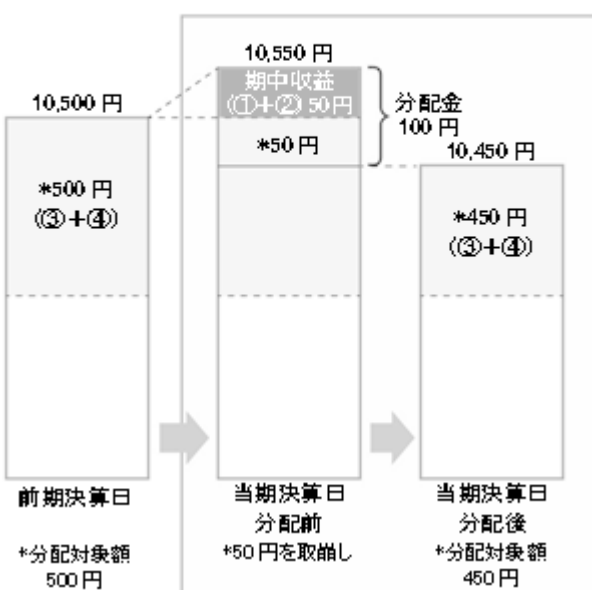 10,550 円
期中収益
(①+②) 50円
10,500 円
分配金
100 円
*50 円
10,450 円
*500 円
(③+④)
*450 円
(③+④)
前期決算日
*分配対象額
500 円
当期決算日
分配前
*50 円を取崩し
当期決算日
分配後
*分配対象額
450 円